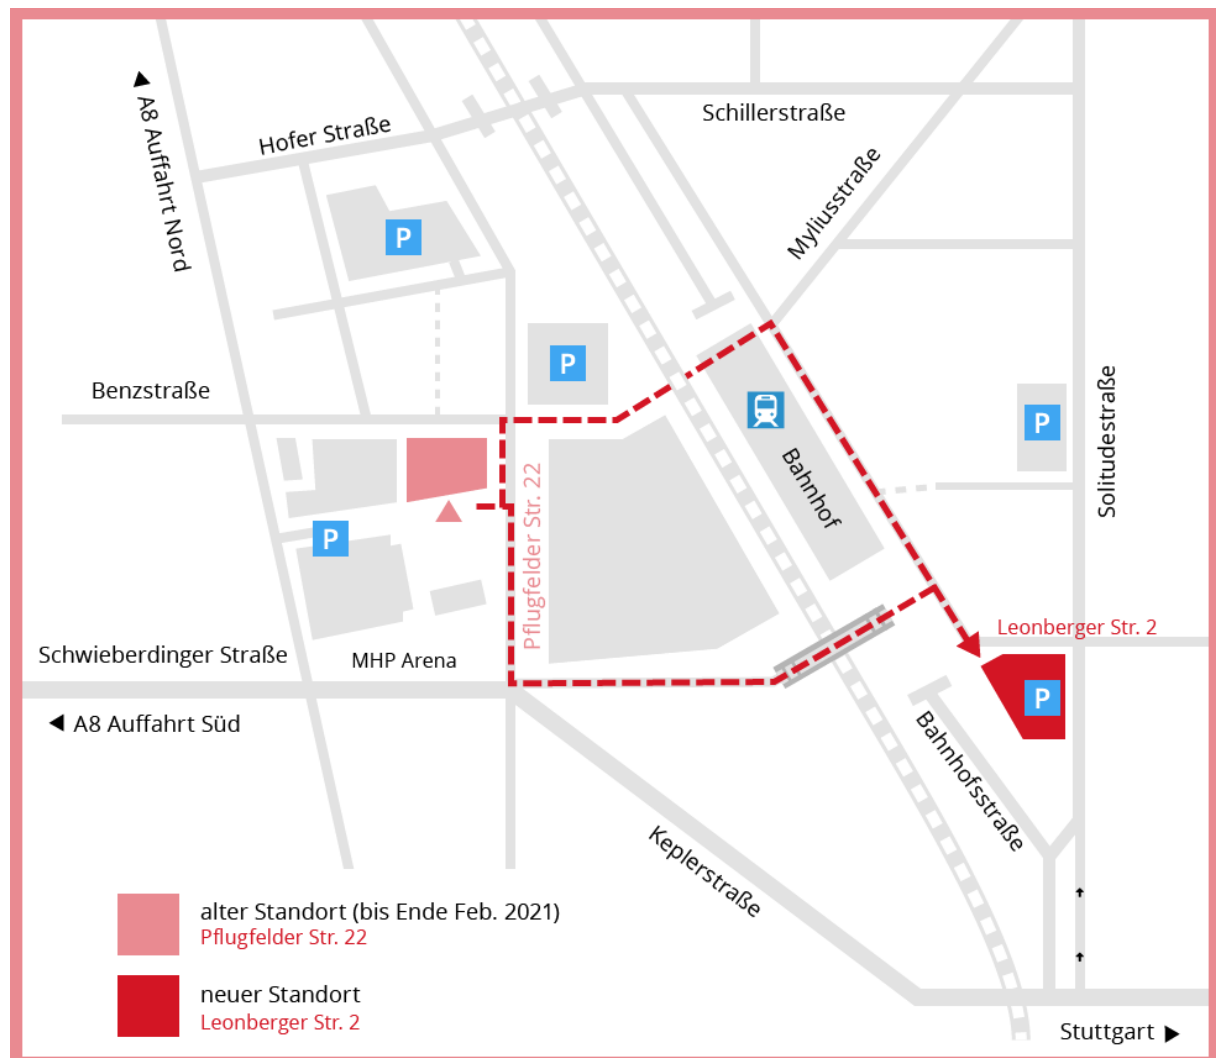 A8 Auffahrt Nord
Hofer Straße
Schillerstraße
Myliusstraße
P
P
Benzstraße
P
Solitudestraße
Bahnhof
Pflugfelder Str. 22
P
Leonberger Str. 2
Schwieberdinger Straße
MHP Arena
P
A8 Auffahrt Süd
Bahnhofsstraße
Keplerstraße
alter Standort (bis Ende Feb. 2021)
Pflugfelder Str. 22
neuer Standort
Leonberger Str. 2
Stuttgart